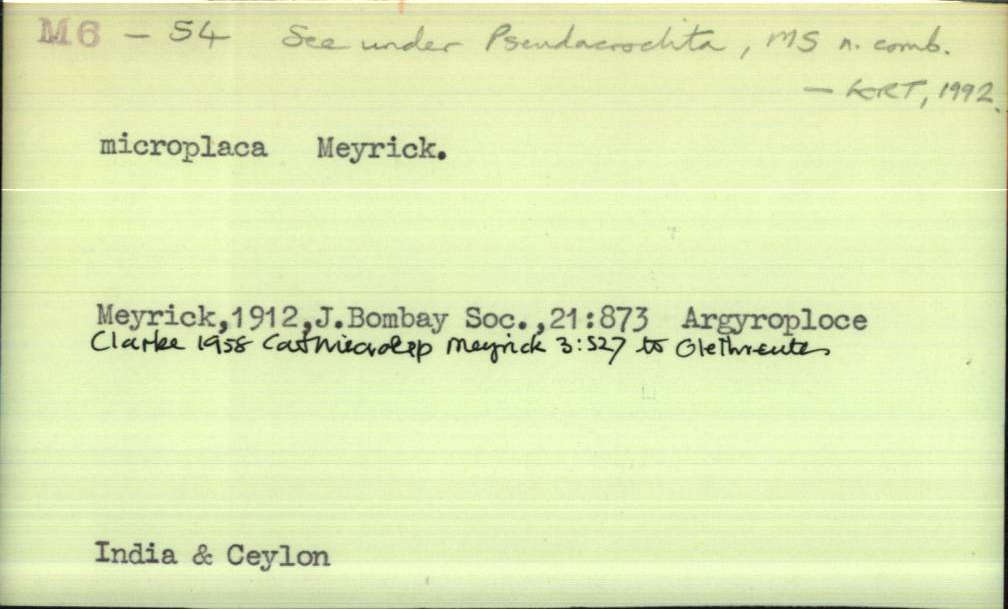 M6 - 54 See under Pseudacroclita, MS n. comb.
— KRT, 1992.
microplaca Meyrick.
Meyrick,1912,J.Bombay Soc.,21:873 Argyroploce
Clarke 1958 Cat Microlep Meyrick 3:527 to Olethreutes
India & Ceylon